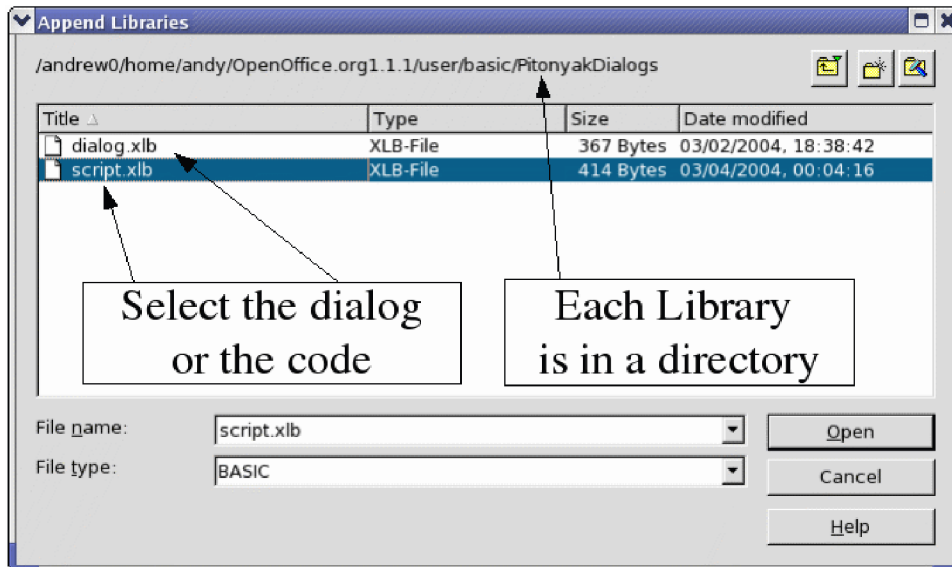 Append Libraries
/andrew0/home/andy/OpenOffice.org1.1.1/user/basic/PitonyakDialogs
Title Type Size Date modified
dialog.xlb XLB-File 367 Bytes 03/02/2004, 18:38:42
script.xlb XLB-File 414 Bytes 03/04/2004, 00:04:16
Select the dialog
or the code
Each Library
is in a directory
File name: script.xlb Open
File type: BASIC Cancel
Help